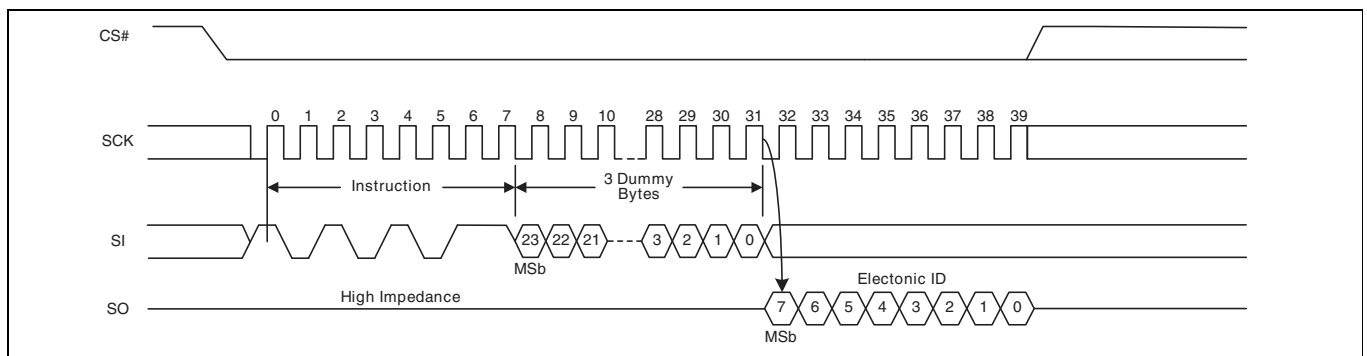 CS#
0 1 2 3 4 5 6 7 8 9 10 28 29 30 31 32 33 34 35 36 37 38 39
SCK
Instruction
3 Dummy
Bytes
SI
23 22 21 3 2 1 0
MSb
Electonic ID
High Impedance
SO
7 6 5 4 3 2 1 0
MSb